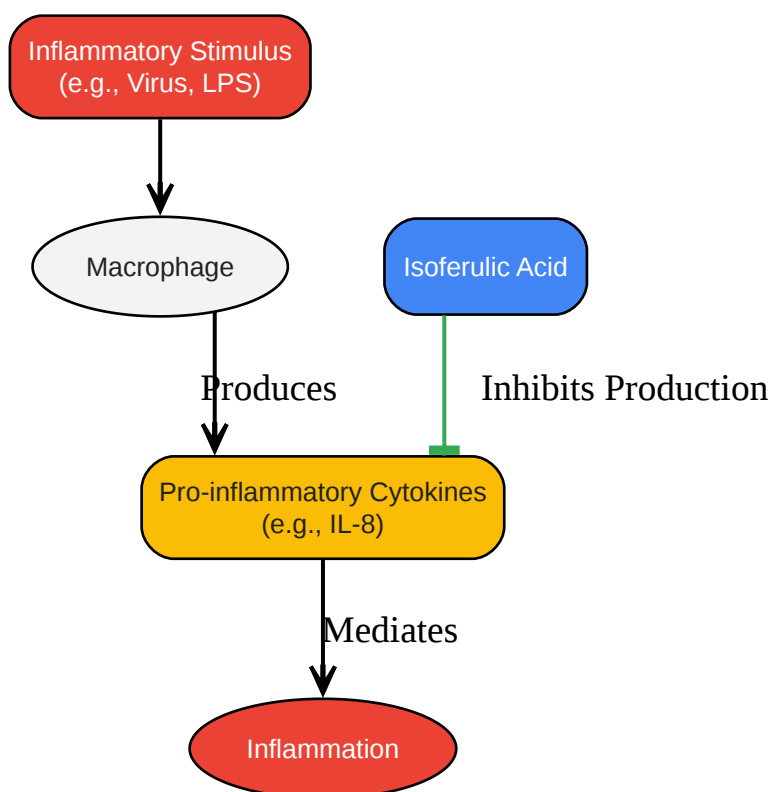 Inflammatory Stimulus
(e.g., Virus, LPS)
Macrophage
Isoferulic Acid
Produces
Inhibits Production
Pro-inflammatory Cytokines
(e.g., IL-8)
Mediates
Inflammation